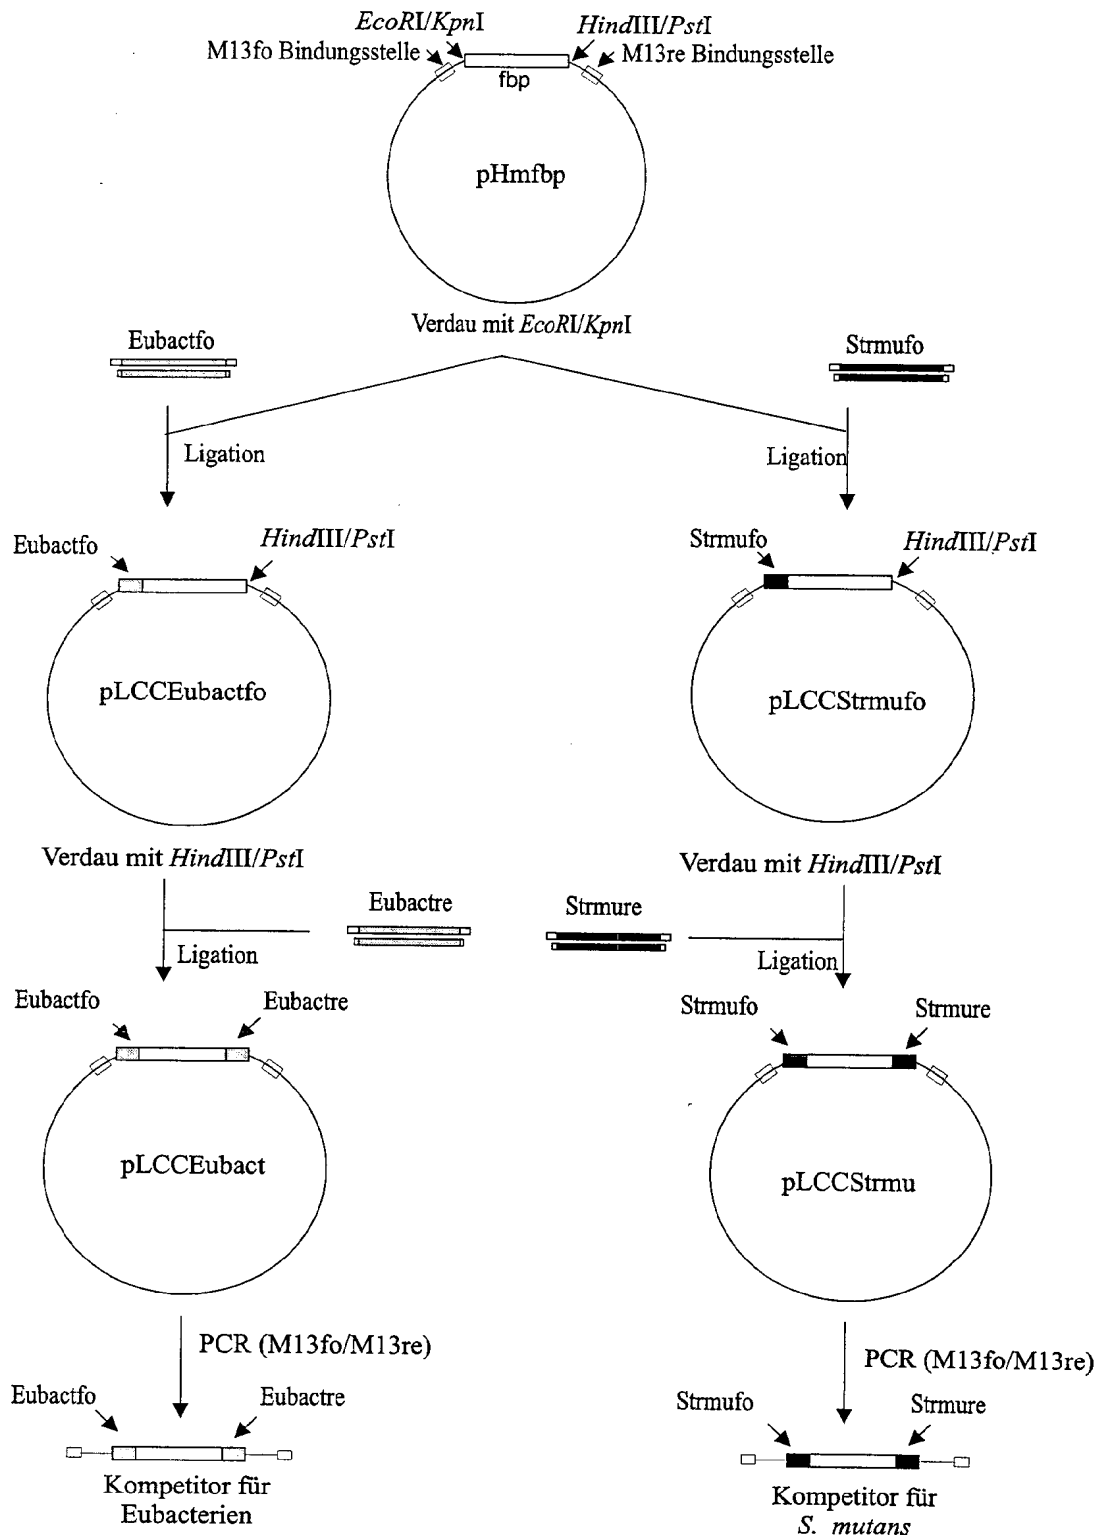 EcoRI/KpnI
HindIII/PstI
M13fo Bindungsstelle
M13re Bindungsstelle
fbp
pHmfbp
Verdau mit EcoRI/KpnI
Eubactfo
Strmufo
Ligation
Ligation
Eubactfo
HindIII/PstI
Strmufo
HindIII/PstI
pLCCEubactfo
pLCCStrmufo
Verdau mit HindIII/PstI
Verdau mit HindIII/PstI
Eubactre
Strmure
Ligation
Ligation
Eubactfo
Eubactre
Strmufo
Strmure
pLCCEubact
pLCCStrmu
PCR (M13fo/M13re)
PCR (M13fo/M13re)
Eubactfo
Eubactre
Strmufo
Strmure
Kompetitor für
Eubacterien
Kompetitor für
S. mutans